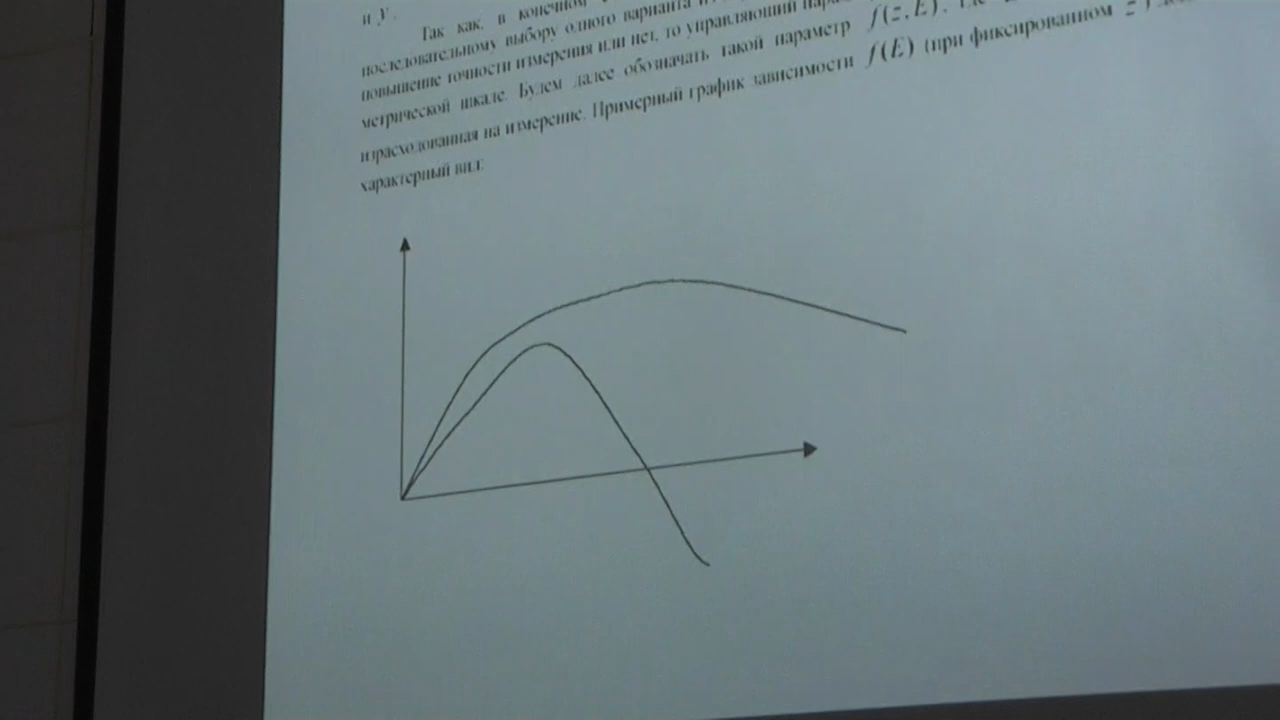 и y.
Так как, в конечном
последовательному выбору одного варианта
повышение точности измерения или нет, то управляющий
метрической шкале. Будем далее обозначать такой параметр f(z,E),
израсходованная на измерение. Примерный график зависимости f(E) (при фиксированном z)
характерный вид: